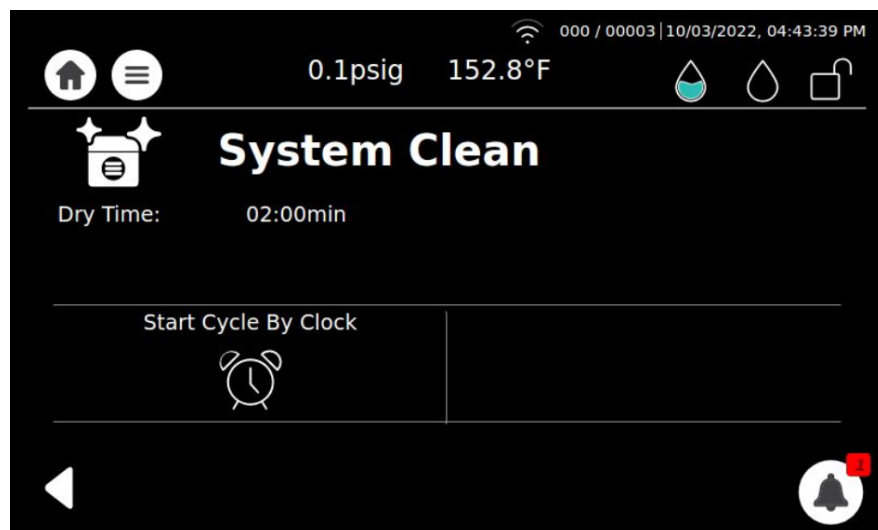 000 / 00003 | 10/03/2022, 04:43:39 PM
0.1psig 152.8°F
System Clean
Dry Time: 02:00min
Start Cycle By Clock
1